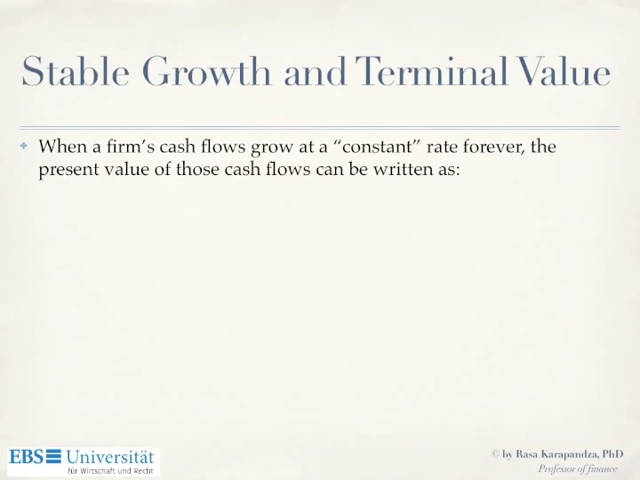 Stable Growth and Terminal Value
When a firm's cash flows grow at a “constant” rate forever, the
present value of those cash flows can be written as:
EBS Universität
für Wirtschaft und Recht
© by Rasa Karapandza, PhD
Professor of finance